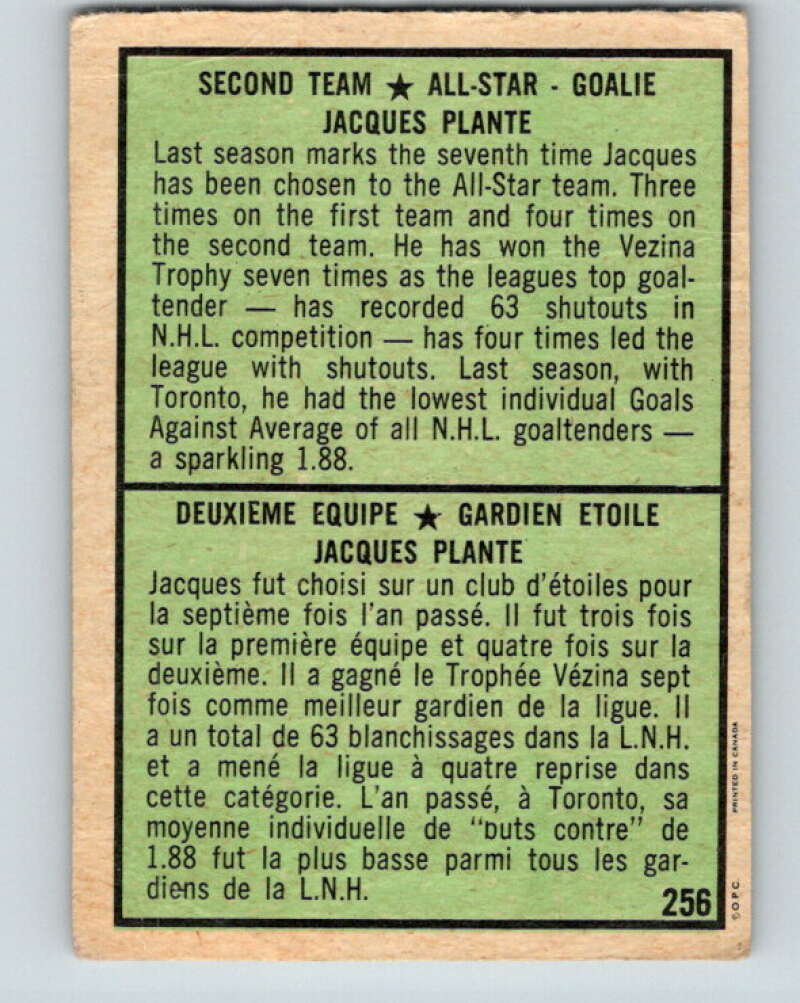 SECOND TEAM ★ ALL-STAR - GOALIE
JACQUES PLANTE
Last season marks the seventh time Jacques
has been chosen to the All-Star team. Three
times on the first team and four times on
the second team. He has won the Vezina
Trophy seven times as the leagues top goal-
tender — has recorded 63 shutouts in
N.H.L. competition — has four times led the
league with shutouts. Last season, with
Toronto, he had the lowest individual Goals
Against Average of all N.H.L. goaltenders —
a sparkling 1.88.
DEUXIEME EQUIPE ★ GARDIEN ETOILE
JACQUES PLANTE
Jacques fut choisi sur un club d'étoiles pour
la septième fois l'an passé. Il fut trois fois
sur la première équipe et quatre fois sur la
deuxième. Il a gagné le Trophée Vézina sept
fois comme meilleur gardien de la ligue. Il
a un total de 63 blanchissages dans la L.N.H.
et a mené la ligue à quatre reprise dans
cette catégorie. L'an passé, à Toronto, sa
moyenne individuelle de "buts contre" de
1.88 fut la plus basse parmi tous les gar-
diens de la L.N.H.
256
©O.P.C. PRINTED IN CANADA